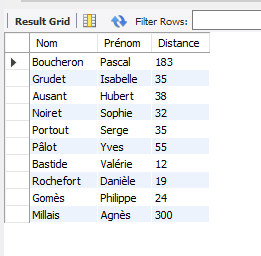 Result Grid Filter Rows:
Nom Prénom Distance
Boucheron Pascal 183
Grudet Isabelle 35
Ausant Hubert 38
Noiret Sophie 32
Portout Serge 35
Pâlot Yves 55
Bastide Valérie 12
Rochefort Danièle 19
Gomès Philippe 24
Millais Agnès 300